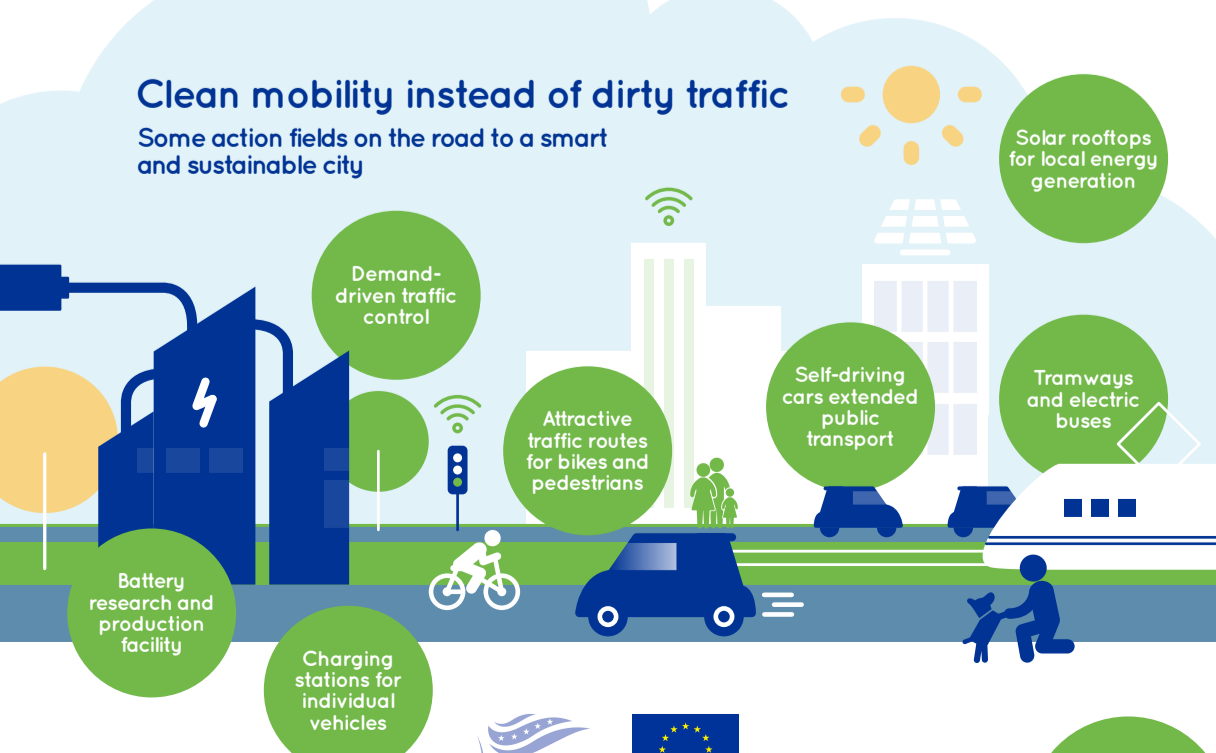 Clean mobility instead of dirty traffic
Some action fields on the road to a smart
and sustainable city
Solar rooftops
for local energy
generation
Demand-
driven traffic
control
Self-driving
cars extended
public
transport
Tramways
and electric
buses
Attractive
traffic routes
for bikes and
pedestrians
Battery
research and
production
facility
Charging
stations for
individual
vehicles